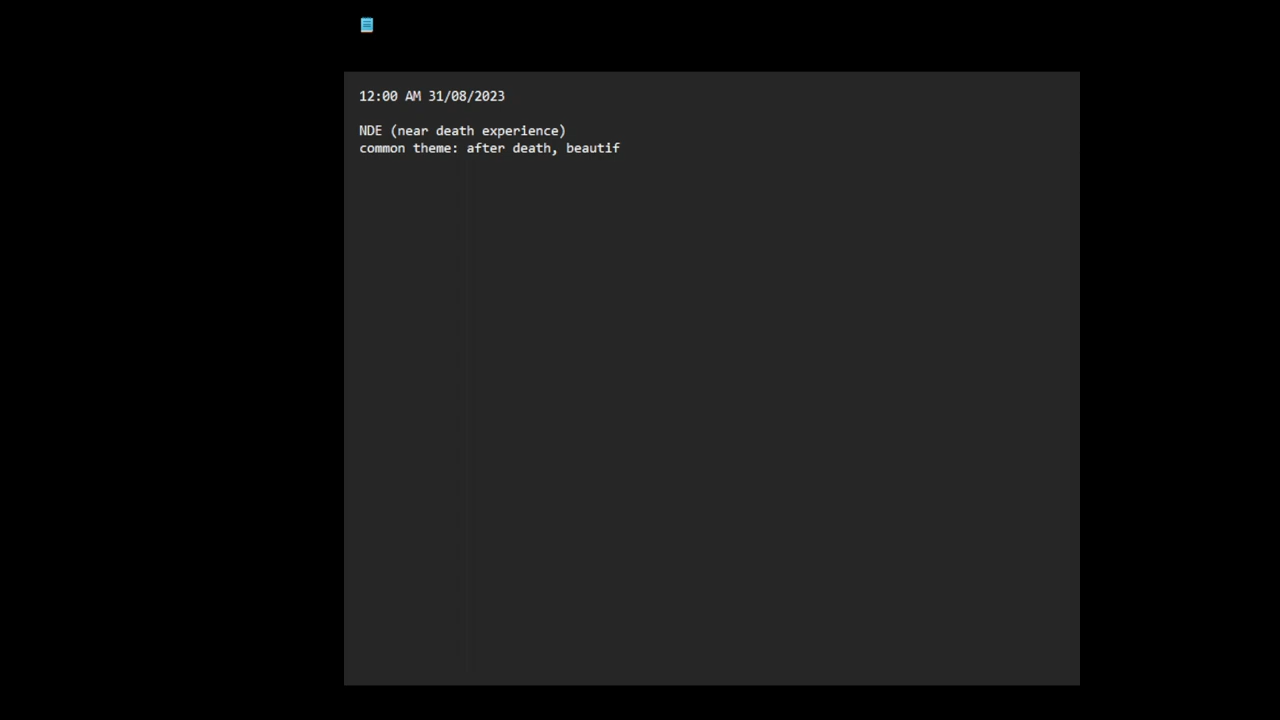 12:00 AM 31/08/2023
NDE (near death experience)
common theme: after death, beautif